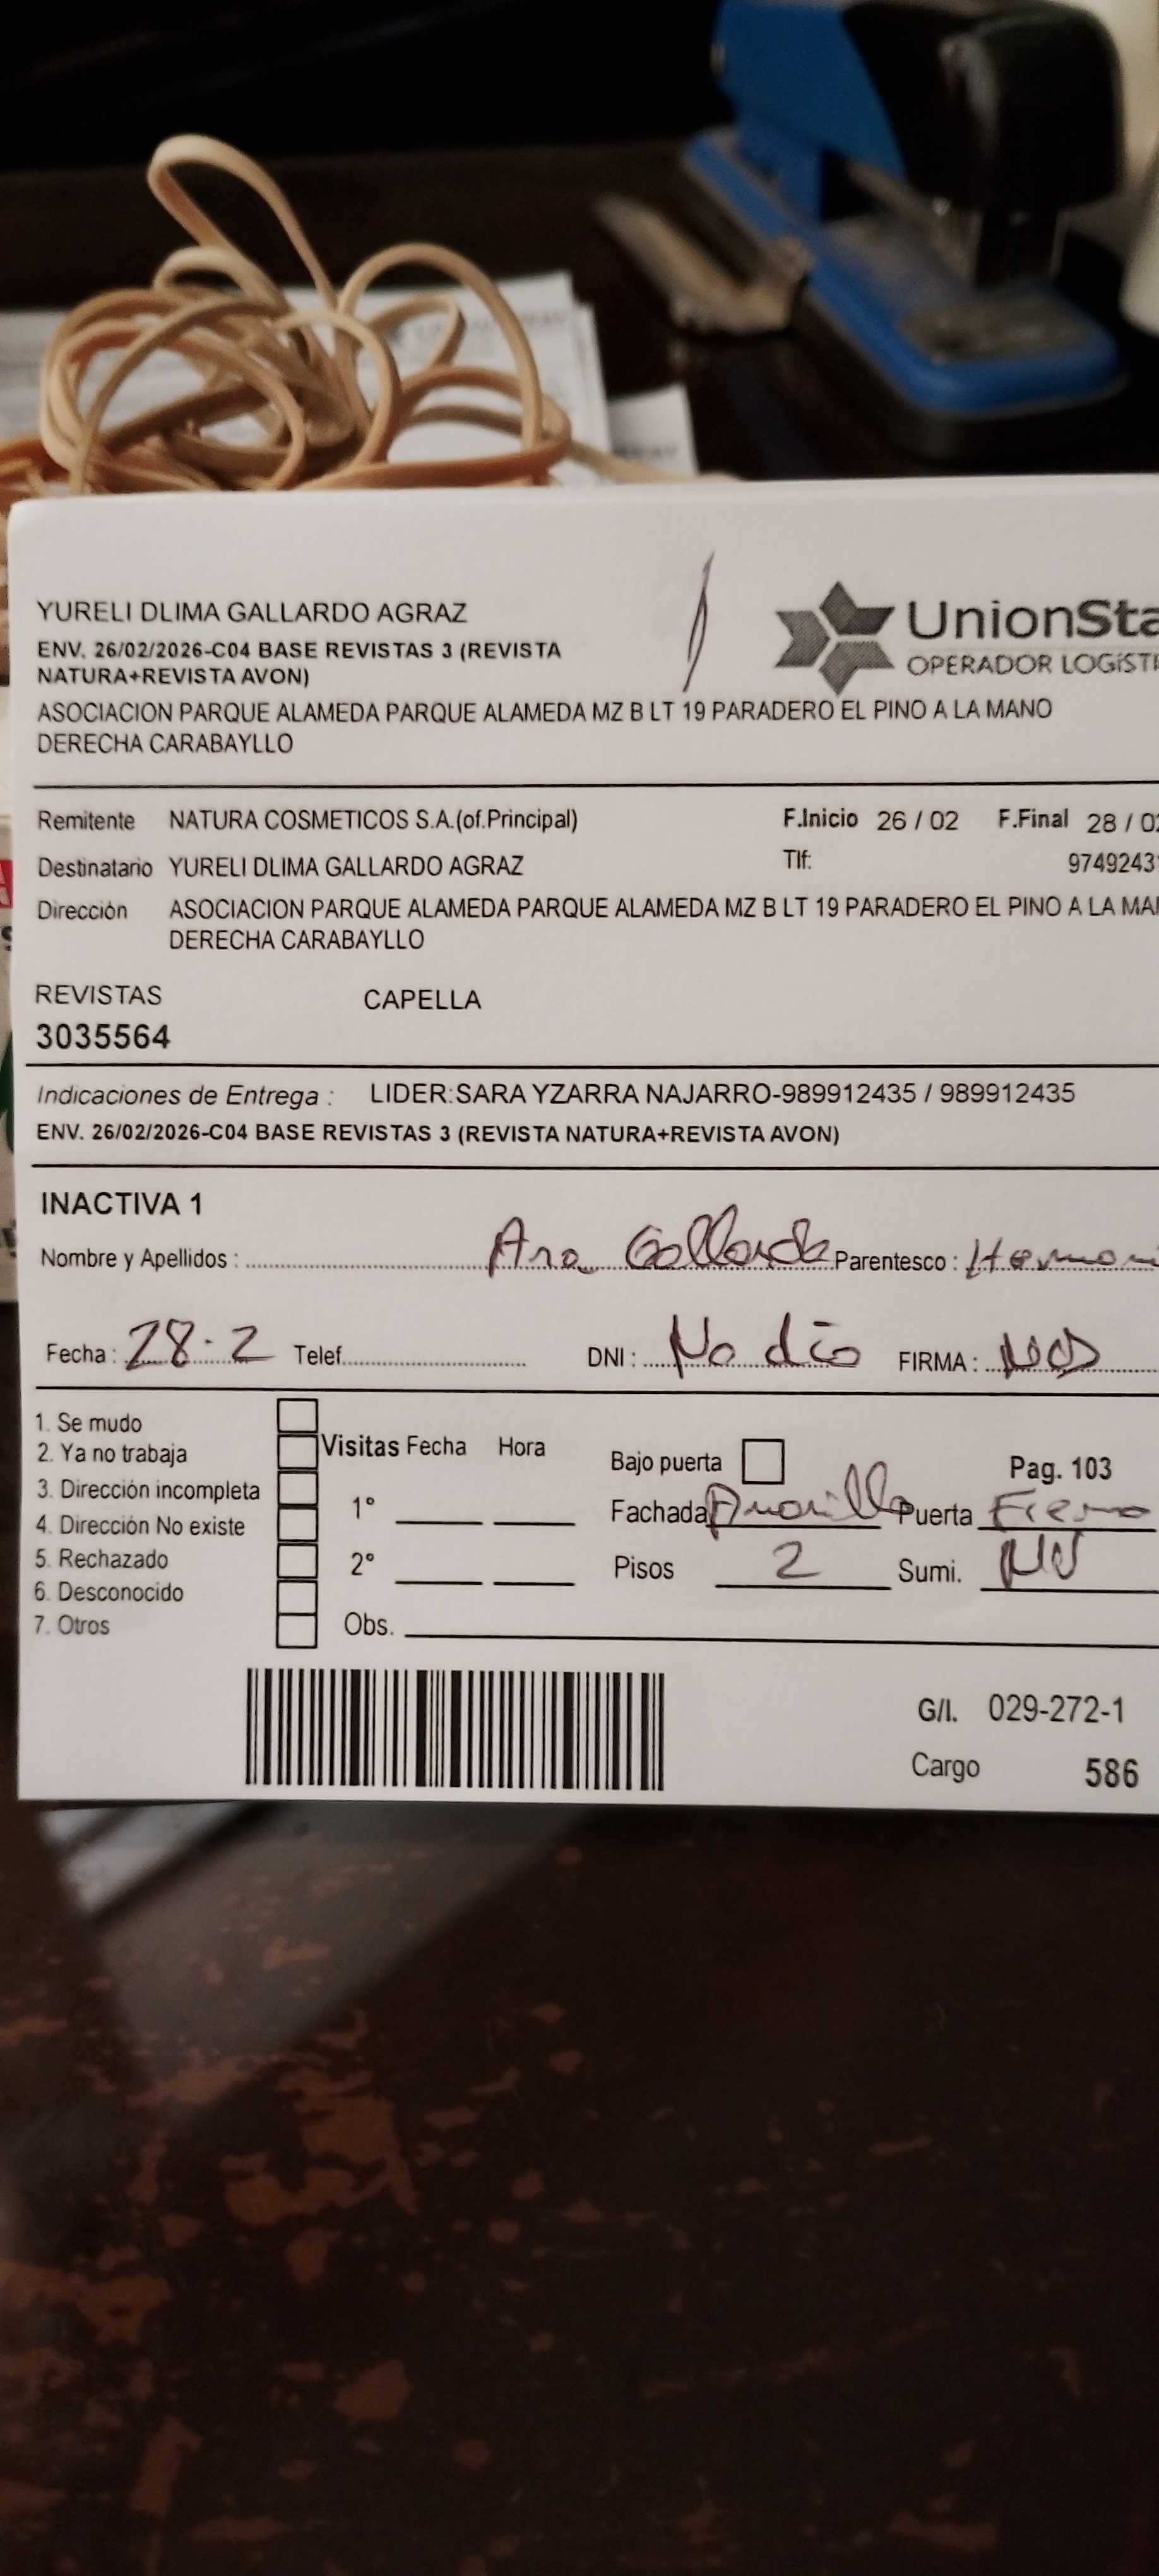 YURELI DLIMA GALLARDO AGRAZ
ENV. 26/02/2026-C04 BASE REVISTAS 3 (REVISTA
NATURA+REVISTA AVON)
ASOCIACION PARQUE ALAMEDA PARQUE ALAMEDA MZ B LT 19 PARADERO EL PINO A LA MANO
DERECHA CARABAYLLO
UnionSta
OPERADOR LOGÍSTI
Remitente NATURA COSMETICOS S.A.(of.Principal) F.Inicio 26 / 02 F.Final 28 / 02
Destinatario YURELI DLIMA GALLARDO AGRAZ Tlf: 97492431
Dirección ASOCIACION PARQUE ALAMEDA PARQUE ALAMEDA MZ B LT 19 PARADERO EL PINO A LA MAN
DERECHA CARABAYLLO
REVISTAS CAPELLA
3035564
Indicaciones de Entrega : LIDER:SARA YZARRA NAJARRO-989912435 / 989912435
ENV. 26/02/2026-C04 BASE REVISTAS 3 (REVISTA NATURA+REVISTA AVON)
INACTIVA 1
Nombre y Apellidos : Ana Gallardo Parentesco : Herman
Fecha : 28-2 Telef. DNI : No dio FIRMA :
1. Se mudo
2. Ya no trabaja
3. Dirección incompleta
4. Dirección No existe
5. Rechazado
6. Desconocido
7. Otros
Visitas Fecha Hora
1°
2°
Obs.
Bajo puerta Pag. 103
Fachada Amarilla Puerta Fierro
Pisos 2 Sumi.
G/I. 029-272-1
Cargo 586